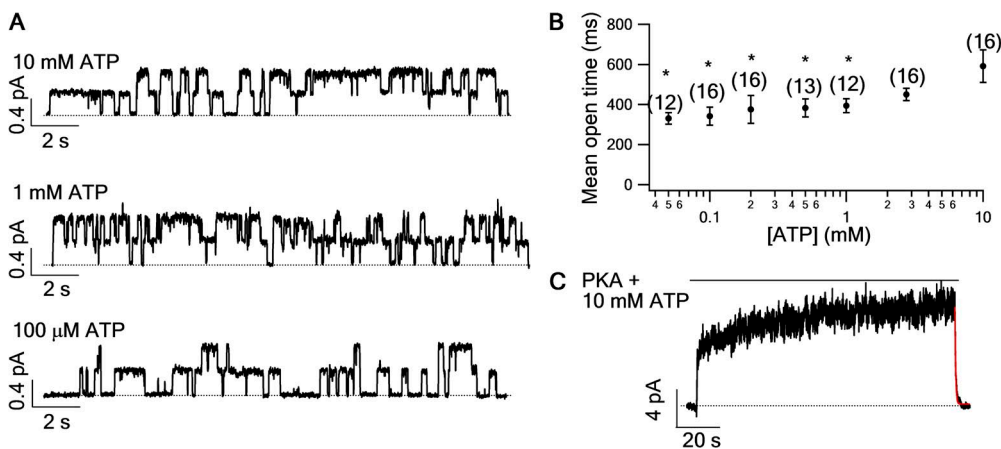 A
10 mM ATP
0.4 pA
2 s
1 mM ATP
0.4 pA
2 s
100 μM ATP
0.4 pA
2 s
B
Mean open time (ms)
800
600
400
200
0
* * * * *
(12) (16) (16) (13) (12) (16) (16)
4 5 6 2 3 4 5 6 2 3 4 5 6
0.1 1 10
[ATP] (mM)
C
PKA +
10 mM ATP
4 pA
20 s